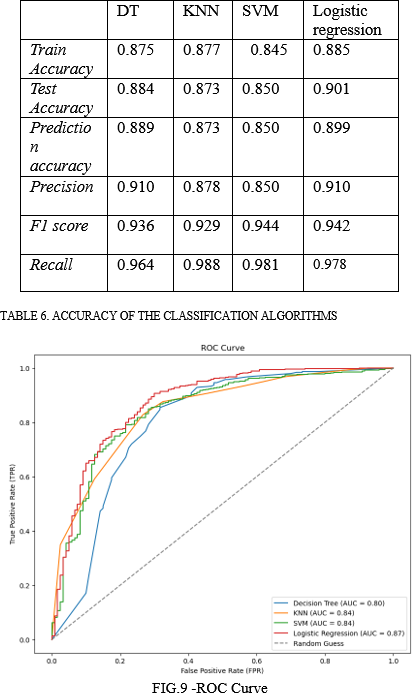 DT KNN SVM Logistic
regression
Train 0.875 0.877 0.845 0.885
Accuracy
Test 0.884 0.873 0.850 0.901
Accuracy
Predictio 0.889 0.873 0.850 0.899
n
accuracy
Precision 0.910 0.878 0.850 0.910
F1 score 0.936 0.929 0.944 0.942
Recall 0.964 0.988 0.981 0.978
TABLE 6. ACCURACY OF THE CLASSIFICATION ALGORITHMS
ROC Curve
True Positive Rate (TPR)
1.0
0.8
0.6
0.4
0.2
0.0
Decision Tree (AUC = 0.80)
KNN (AUC = 0.84)
SVM (AUC = 0.84)
Logistic Regression (AUC = 0.87)
Random Guess
0.0 0.2 0.4 0.6 0.8 1.0
False Positive Rate (FPR)
FIG.9 -ROC Curve